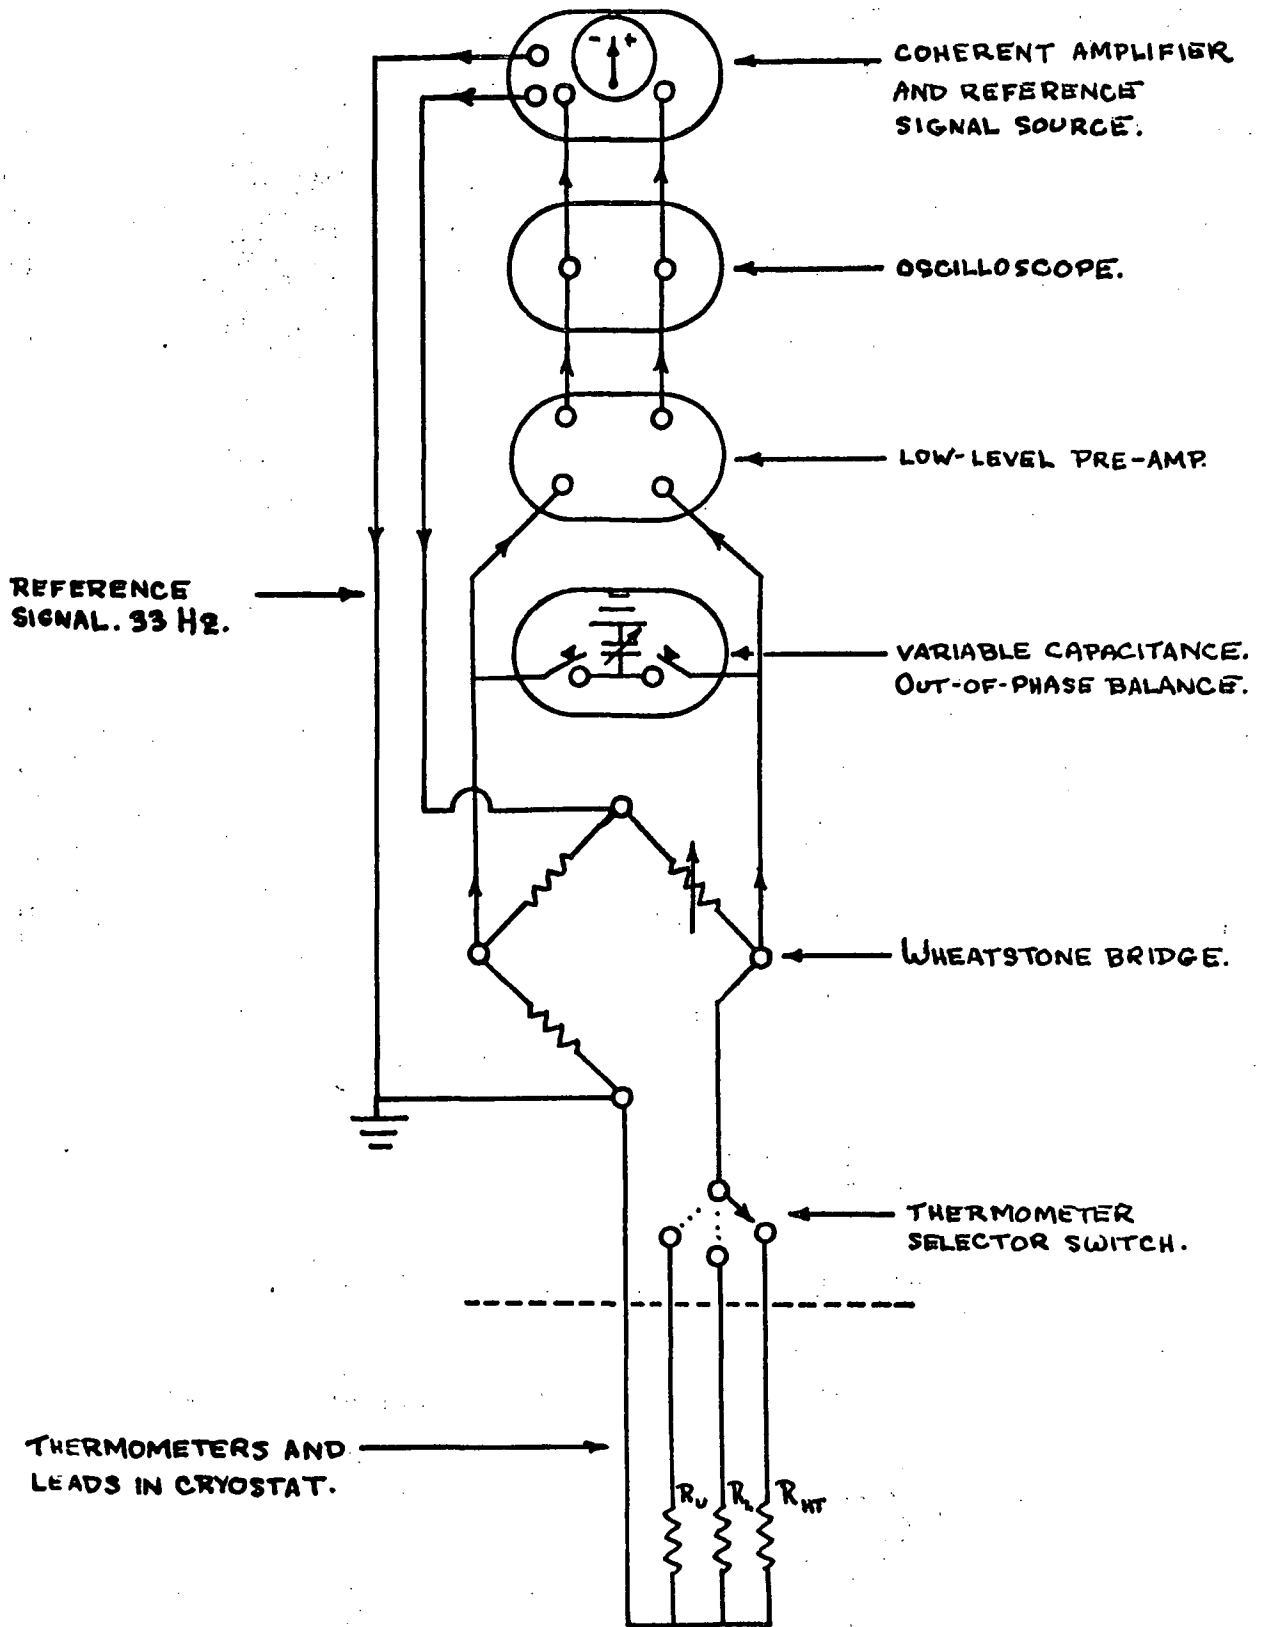 - +
COHERENT AMPLIFIER
AND REFERENCE
SIGNAL SOURCE.
OSCILLOSCOPE.
LOW-LEVEL PRE-AMP.
REFERENCE
SIGNAL. 33 HZ.
VARIABLE CAPACITANCE.
OUT-OF-PHASE BALANCE.
WHEATSTONE BRIDGE.
THERMOMETER
SELECTOR SWITCH.
THERMOMETERS AND
LEADS IN CRYOSTAT.
RU RL RHT